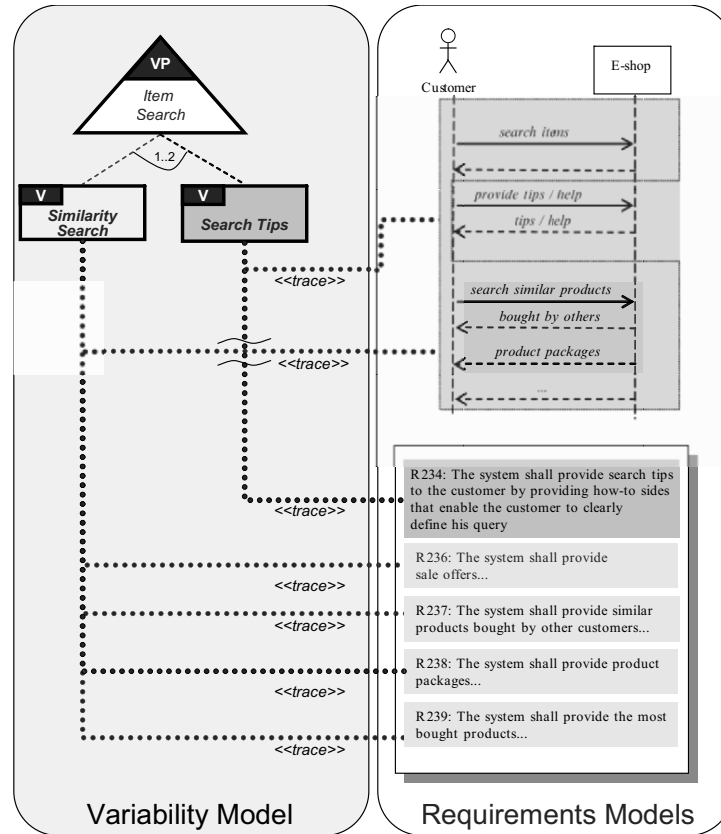 VP
Item
Search
1..2
V
Similarity
Search
V
Search Tips
<<trace>>
<<trace>>
<<trace>>
<<trace>>
<<trace>>
<<trace>>
<<trace>>
Variability Model
Customer
E-shop
search itons
provide tips / help
tips / help
search similar products
bought by others
product packages
...
R234: The system shall provide search tips
to the customer by providing how-to sides
that enable the customer to clearly
define his query
R236: The system shall provide
sale offers...
R237: The system shall provide similar
products bought by other customers...
R238: The system shall provide product
packages...
R239: The system shall provide the most
bought products...
Requirements Models